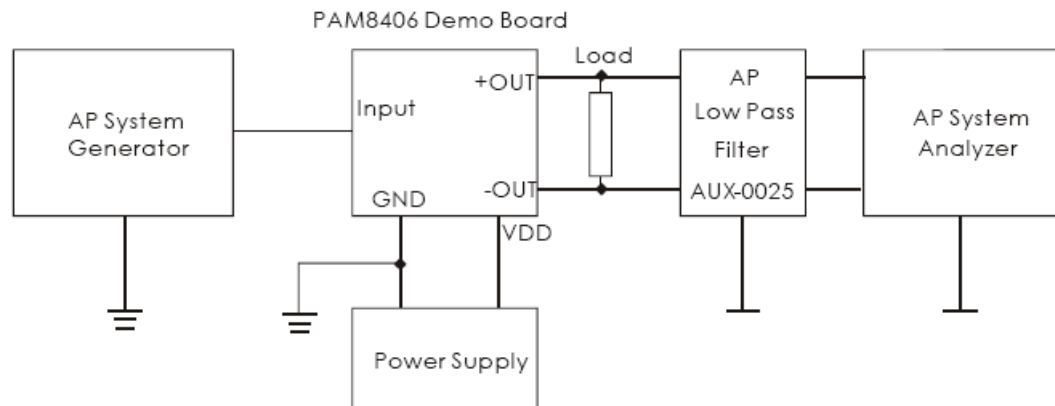 PAM8406 Demo Board
AP System
Generator
Input
+OUT
-OUT
GND
VDD
Load
AP
Low Pass
Filter
AUX-0025
AP System
Analyzer
Power Supply